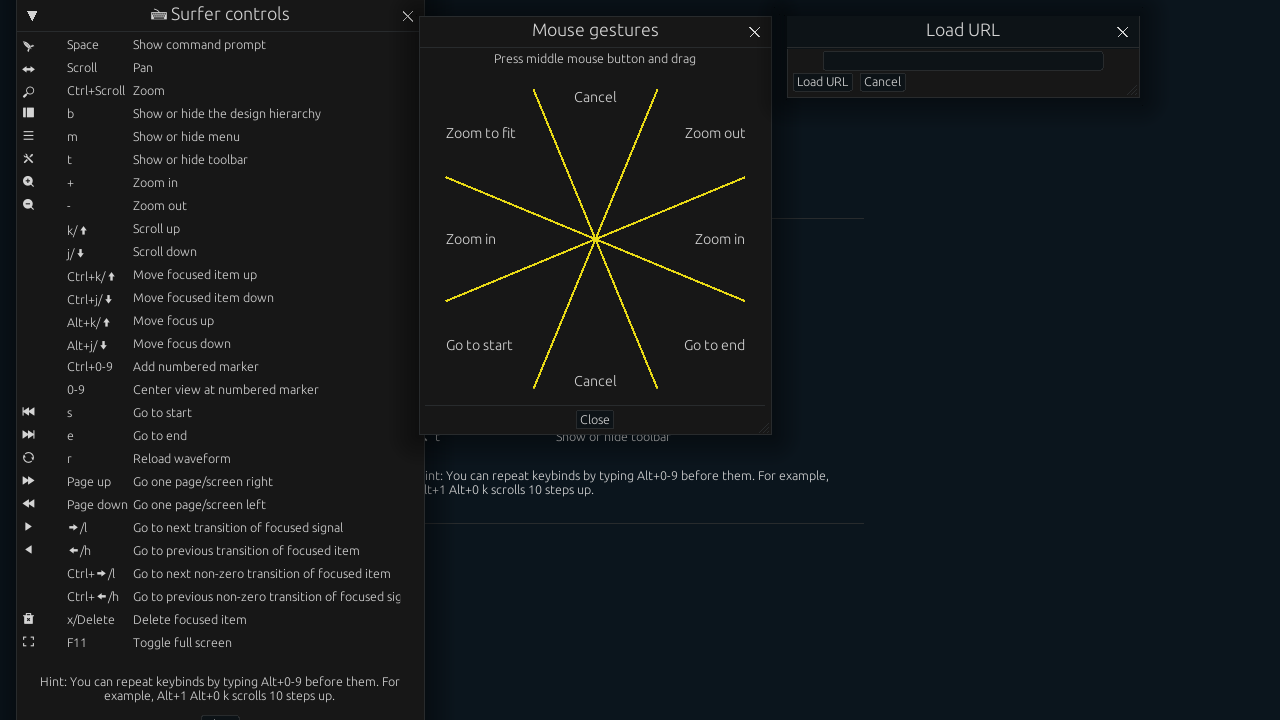 Surfer controls
Space Show command prompt
Scroll Pan
Ctrl+Scroll Zoom
b Show or hide the design hierarchy
m Show or hide menu
t Show or hide toolbar
+ Zoom in
- Zoom out
k/⬆ Scroll up
j/⬇ Scroll down
Ctrl+k/⬆ Move focused item up
Ctrl+j/⬇ Move focused item down
Alt+k/⬆ Move focus up
Alt+j/⬇ Move focus down
Ctrl+0-9 Add numbered marker
0-9 Center view at numbered marker
s Go to start
e Go to end
r Reload waveform
Page up Go one page/screen right
Page down Go one page/screen left
➡/l Go to next transition of focused signal
⬅/h Go to previous transition of focused item
Ctrl+➡/l Go to next non-zero transition of focused item
Ctrl+⬅/h Go to previous non-zero transition of focused sig
x/Delete Delete focused item
F11 Toggle full screen
Hint: You can repeat keybinds by typing Alt+0-9 before them. For
example, Alt+1 Alt+0 k scrolls 10 steps up.
Mouse gestures
Press middle mouse button and drag
Cancel
Zoom to fit Zoom out
Zoom in Zoom in
Go to start Go to end
Cancel
Close
t Show or hide toolbar
int: You can repeat keybinds by typing Alt+0-9 before them. For example,
lt+1 Alt+0 k scrolls 10 steps up.
Load URL
Load URL Cancel